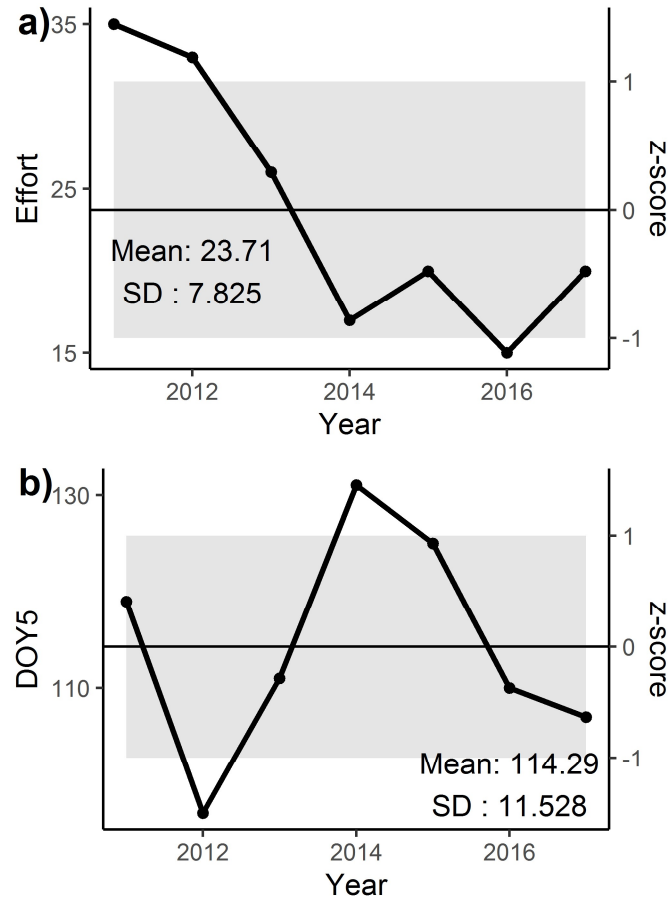 a)
35
25
15
Effort
Mean: 23.71
SD : 7.825
1
0
-1
z-score
2012 2014 2016
Year
b)
130
110
DOY5
1
0
-1
z-score
Mean: 114.29
SD : 11.528
2012 2014 2016
Year